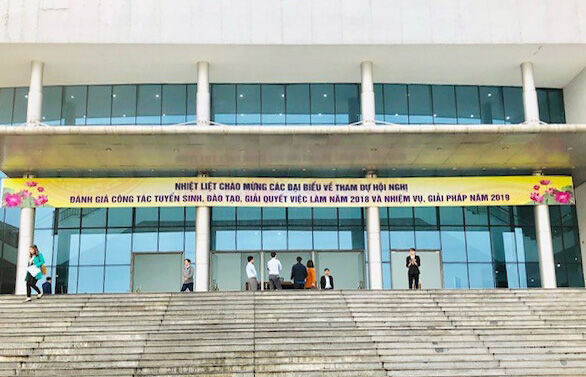 NHIỆT LIỆT CHÀO MỪNG CÁC ĐẠI BIỂU VỀ THAM DỰ HỘI NGHỊ
ĐÁNH GIÁ CÔNG TÁC TUYỂN SINH, ĐÀO TẠO, GIẢI QUYẾT VIỆC LÀM NĂM 2018 VÀ NHIỆM VỤ, GIẢI PHÁP NĂM 2019